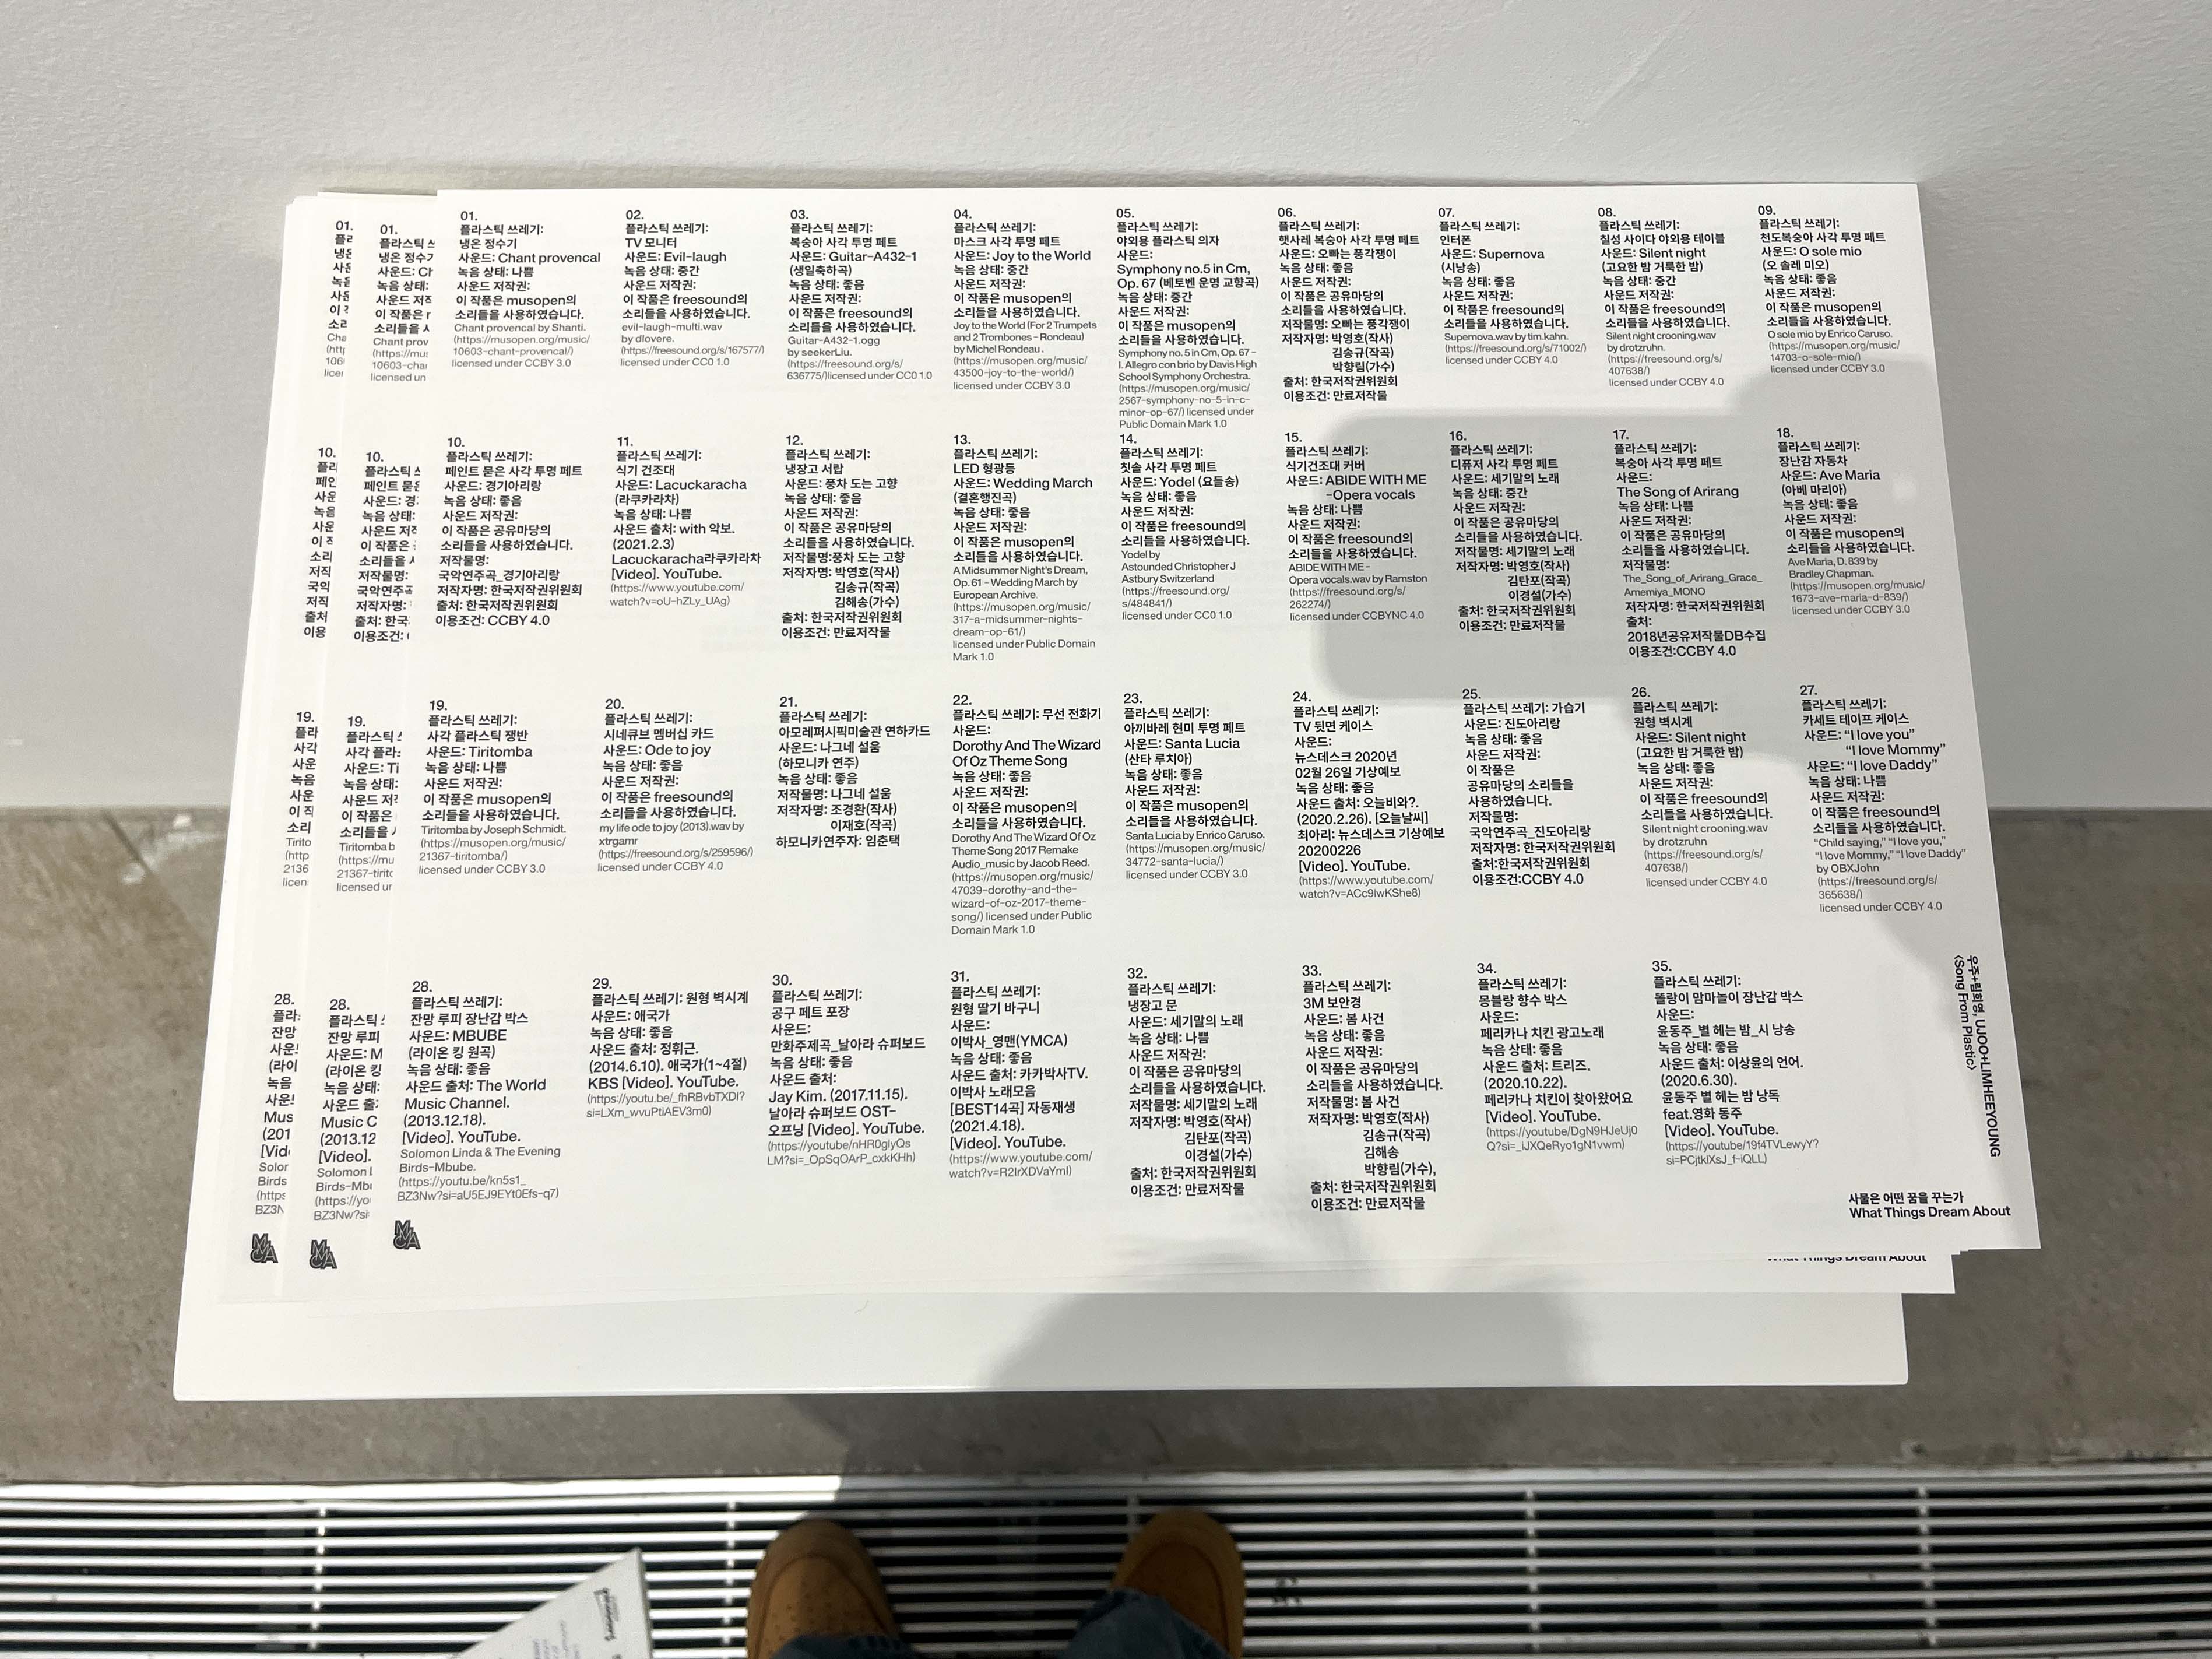 01.
플라스틱 쓰레기:
냉온 정수기
사운드: Chant provencal
녹음 상태: 나쁨
사운드 저작권:
이 작품은 musopen의
소리들을 사용하였습니다.
Chant provencal by Shanti.
(https://musopen.org/music/
10603-chant-provencal/)
licensed under CCBY 3.0
02.
플라스틱 쓰레기:
TV 모니터
사운드: Evil-laugh
녹음 상태: 중간
사운드 저작권:
이 작품은 freesound의
소리들을 사용하였습니다.
evil-laugh-multi.wav
by dlovere.
(https://freesound.org/s/167577/)
licensed under CC0 1.0
03.
플라스틱 쓰레기:
복숭아 사각 투명 페트
사운드: Guitar-A432-1
(생일축하곡)
녹음 상태: 좋음
사운드 저작권:
이 작품은 freesound의
소리들을 사용하였습니다.
Guitar-A432-1.ogg
by seekerLiu.
(https://freesound.org/s/
636775/)licensed under CC0 1.0
04.
플라스틱 쓰레기:
마스크 사각 투명 페트
사운드: Joy to the World
녹음 상태: 중간
사운드 저작권:
이 작품은 musopen의
소리들을 사용하였습니다.
Joy to the World (For 2 Trumpets
and 2 Trombones - Rondeau)
by Michel Rondeau.
(https://musopen.org/music/
43500-joy-to-the-world/)
licensed under CCBY 3.0
05.
플라스틱 쓰레기:
야외용 플라스틱 의자
사운드:
Symphony no.5 in Cm,
Op. 67 (베토벤 운명 교향곡)
녹음 상태: 중간
사운드 저작권:
이 작품은 musopen의
소리들을 사용하였습니다.
Symphony no. 5 in Cm, Op. 67 -
I. Allegro con brio by Davis High
School Symphony Orchestra.
(https://musopen.org/music/
2567-symphony-no-5-in-c-
minor-op-67/) licensed under
Public Domain Mark 1.0
06.
플라스틱 쓰레기:
햇사레 복숭아 사각 투명 페트
사운드: 오빠는 풍각쟁이
녹음 상태: 좋음
사운드 저작권:
이 작품은 공유마당의
소리들을 사용하였습니다.
저작물명: 오빠는 풍각쟁이
저작자명: 박영호(작사)
김송규(작곡)
박향림(가수)
출처: 한국저작권위원회
이용조건: 만료저작물
07.
플라스틱 쓰레기:
인터폰
사운드: Supernova
(시낭송)
녹음 상태: 좋음
사운드 저작권:
이 작품은 freesound의
소리들을 사용하였습니다.
Supernova.wav by tim.kahn.
(https://freesound.org/s/71002/)
licensed under CCBY 4.0
08.
플라스틱 쓰레기:
칠성 사이다 야외용 테이블
사운드: Silent night
(고요한 밤 거룩한 밤)
녹음 상태: 중간
사운드 저작권:
이 작품은 freesound의
소리들을 사용하였습니다.
Silent night crooning.wav
by drotzruhn.
(https://freesound.org/s/
407638/)
licensed under CCBY 4.0
09.
플라스틱 쓰레기:
천도복숭아 사각 투명 페트
사운드: O sole mio
(오 솔레 미오)
녹음 상태: 좋음
사운드 저작권:
이 작품은 musopen의
소리들을 사용하였습니다.
O sole mio by Enrico Caruso.
(https://musopen.org/music/
14703-o-sole-mio/)
licensed under CCBY 3.0
10.
플라스틱 쓰레기:
페인트 묻은 사각 투명 페트
사운드: 경기아리랑
녹음 상태: 좋음
사운드 저작권:
이 작품은 공유마당의
소리들을 사용하였습니다.
저작물명:
국악연주곡_경기아리랑
저작자명: 한국저작권위원회
출처: 한국저작권위원회
이용조건: CCBY 4.0
11.
플라스틱 쓰레기:
식기 건조대
사운드: Lacuckaracha
(라쿠카라차)
녹음 상태: 나쁨
사운드 출처: with 악보.
(2021.2.3)
Lacuckaracha라쿠카라차
[Video]. YouTube.
(https://www.youtube.com/
watch?v=oU-hZLy_UAg)
12.
플라스틱 쓰레기:
냉장고 서랍
사운드: 풍차 도는 고향
녹음 상태: 좋음
사운드 저작권:
이 작품은 공유마당의
소리들을 사용하였습니다.
저작물명:풍차 도는 고향
저작자명: 박영호(작사)
김송규(작곡)
김해송(가수)
출처: 한국저작권위원회
이용조건: 만료저작물
13.
플라스틱 쓰레기:
LED 형광등
사운드: Wedding March
(결혼행진곡)
녹음 상태: 좋음
사운드 저작권:
이 작품은 musopen의
소리들을 사용하였습니다.
A Midsummer Night's Dream,
Op. 61 - Wedding March by
European Archive.
(https://musopen.org/music/
317-a-midsummer-nights-
dream-op-61/)
licensed under Public Domain
Mark 1.0
14.
플라스틱 쓰레기:
칫솔 사각 투명 페트
사운드: Yodel (요들송)
녹음 상태: 좋음
사운드 저작권:
이 작품은 freesound의
소리들을 사용하였습니다.
Yodel by
Astounded Christopher J
Astbury Switzerland
(https://freesound.org/
s/484841/)
licensed under CC0 1.0
15.
플라스틱 쓰레기:
식기건조대 커버
사운드: ABIDE WITH ME
-Opera vocals
녹음 상태: 나쁨
사운드 저작권:
이 작품은 freesound의
소리들을 사용하였습니다.
ABIDE WITH ME -
Opera vocals.wav by Ramston
(https://freesound.org/s/
262274/)
licensed under CCBYNC 4.0
16.
플라스틱 쓰레기:
디퓨저 사각 투명 페트
사운드: 세기말의 노래
녹음 상태: 중간
사운드 저작권:
이 작품은 공유마당의
소리들을 사용하였습니다.
저작물명: 세기말의 노래
저작자명: 박영호(작사)
김탄포(작곡)
이경설(가수)
출처: 한국저작권위원회
이용조건: 만료저작물
17.
플라스틱 쓰레기:
복숭아 사각 투명 페트
사운드:
The Song of Arirang
녹음 상태: 나쁨
사운드 저작권:
이 작품은 공유마당의
소리들을 사용하였습니다.
저작물명:
The_Song_of_Arirang_Grace_
Amemiya_MONO
저작자명: 한국저작권위원회
출처:
2018년공유저작물DB수집
이용조건:CCBY 4.0
18.
플라스틱 쓰레기:
장난감 자동차
사운드: Ave Maria
(아베 마리아)
녹음 상태: 좋음
사운드 저작권:
이 작품은 musopen의
소리들을 사용하였습니다.
Ave Maria, D. 839 by
Bradley Chapman.
(https://musopen.org/music/
1673-ave-maria-d-839/)
licensed under CCBY 3.0
19.
플라스틱 쓰레기:
사각 플라스틱 쟁반
사운드: Tiritomba
녹음 상태: 나쁨
사운드 저작권:
이 작품은 musopen의
소리들을 사용하였습니다.
Tiritomba by Joseph Schmidt.
(https://musopen.org/music/
21367-tiritomba/)
licensed under CCBY 3.0
20.
플라스틱 쓰레기:
시네큐브 멤버십 카드
사운드: Ode to joy
녹음 상태: 좋음
사운드 저작권:
이 작품은 freesound의
소리들을 사용하였습니다.
my life ode to joy (2013).wav by
xtrgamr
(https://freesound.org/s/259596/)
licensed under CCBY 4.0
21.
플라스틱 쓰레기:
아모레퍼시픽미술관 연하카드
사운드: 나그네 설움
(하모니카 연주)
녹음 상태: 좋음
저작물명: 나그네 설움
저작자명: 조경환(작사)
이재호(작곡)
하모니카연주자: 임춘택
22.
플라스틱 쓰레기: 무선 전화기
사운드:
Dorothy And The Wizard
Of Oz Theme Song
녹음 상태: 좋음
사운드 저작권:
이 작품은 musopen의
소리들을 사용하였습니다.
Dorothy And The Wizard Of Oz
Theme Song 2017 Remake
Audio_music by Jacob Reed.
(https://musopen.org/music/
47039-dorothy-and-the-
wizard-of-oz-2017-theme-
song/) licensed under Public
Domain Mark 1.0
23.
플라스틱 쓰레기:
아끼바레 현미 투명 페트
사운드: Santa Lucia
(산타 루치아)
녹음 상태: 좋음
사운드 저작권:
이 작품은 musopen의
소리들을 사용하였습니다.
Santa Lucia by Enrico Caruso.
(https://musopen.org/music/
34772-santa-lucia/)
licensed under CCBY 3.0
24.
플라스틱 쓰레기:
TV 뒷면 케이스
사운드:
뉴스데스크 2020년
02월 26일 기상예보
녹음 상태: 좋음
사운드 출처: 오늘비와?.
(2020.2.26). [오늘날씨]
최아리: 뉴스데스크 기상예보
20200226
[Video]. YouTube.
(https://www.youtube.com/
watch?v=ACc9lwKShe8)
25.
플라스틱 쓰레기: 가습기
사운드: 진도아리랑
녹음 상태: 좋음
사운드 저작권:
이 작품은
공유마당의 소리들을
사용하였습니다.
저작물명:
국악연주곡_진도아리랑
저작자명: 한국저작권위원회
출처:한국저작권위원회
이용조건:CCBY 4.0
26.
플라스틱 쓰레기:
원형 벽시계
사운드: Silent night
(고요한 밤 거룩한 밤)
녹음 상태: 좋음
사운드 저작권:
이 작품은 freesound의
소리들을 사용하였습니다.
Silent night crooning.wav
by drotzruhn
(https://freesound.org/s/
407638/)
licensed under CCBY 4.0
27.
플라스틱 쓰레기:
카세트 테이프 케이스
사운드: “I love you”
“I love Mommy”
사운드: “I love Daddy”
녹음 상태: 나쁨
사운드 저작권:
이 작품은 freesound의
소리들을 사용하였습니다.
“Child saying,” “I love you,”
“I love Mommy,” “I love Daddy”
by OBXJohn
(https://freesound.org/s/
365638/)
licensed under CCBY 4.0
28.
플라스틱 쓰레기:
잔망 루피 장난감 박스
사운드: MBUBE
(라이온 킹 원곡)
녹음 상태: 좋음
사운드 출처: The World
Music Channel.
(2013.12.18).
[Video]. YouTube.
Solomon Linda & The Evening
Birds-Mbube.
(https://youtu.be/kn5s1_
BZ3Nw?si=aU5EJ9EYt0Efs-q7)
29.
플라스틱 쓰레기: 원형 벽시계
사운드: 애국가
녹음 상태: 좋음
사운드 출처: 정휘근.
(2014.6.10). 애국가(1~4절)
KBS [Video]. YouTube.
(https://youtu.be/_fhRBvbTXDI?
si=LXm_wvuPtiAEV3m0)
30.
플라스틱 쓰레기:
공구 페트 포장
사운드:
만화주제곡_날아라 슈퍼보드
녹음 상태: 좋음
사운드 출처:
Jay Kim. (2017.11.15).
날아라 슈퍼보드 OST-
오프닝 [Video]. YouTube.
(https://youtube/nHR0glyQs
LM?si=_OpSqOArP_cxkKHh)
31.
플라스틱 쓰레기:
원형 딸기 바구니
사운드:
이박사_영맨(YMCA)
녹음 상태: 좋음
사운드 출처: 카카박사TV.
이박사 노래모음
[BEST14곡] 자동재생
(2021.4.18).
[Video]. YouTube.
(https://www.youtube.com/
watch?v=R2IrXDVaYmI)
32.
플라스틱 쓰레기:
냉장고 문
사운드: 세기말의 노래
녹음 상태: 나쁨
사운드 저작권:
이 작품은 공유마당의
소리들을 사용하였습니다.
저작물명: 세기말의 노래
저작자명: 박영호(작사)
김탄포(작곡)
이경설(가수)
출처: 한국저작권위원회
이용조건: 만료저작물
33.
플라스틱 쓰레기:
3M 보안경
사운드: 봄 사건
녹음 상태: 좋음
사운드 저작권:
이 작품은 공유마당의
소리들을 사용하였습니다.
저작물명: 봄 사건
저작자명: 박영호(작사)
김송규(작곡)
김해송
박향림(가수),
출처: 한국저작권위원회
이용조건: 만료저작물
34.
플라스틱 쓰레기:
몽블랑 향수 박스
사운드:
페리카나 치킨 광고노래
녹음 상태: 좋음
사운드 출처: 트리즈.
(2020.10.22).
페리카나 치킨이 찾아왔어요
[Video]. YouTube.
(https://youtube/DgN9HJeUj0
Q?si=_iJXQeRyo1gN1vwm)
35.
플라스틱 쓰레기:
똘랑이 맘마놀이 장난감 박스
사운드:
윤동주_별 헤는 밤_시 낭송
녹음 상태: 좋음
사운드 출처: 이상윤의 언어.
(2020.6.30).
윤동주 별 헤는 밤 낭독
feat.영화 동주
[Video]. YouTube.
(https://youtube/19f4TVLewyY?
si=PCjtkIXsJ_f-iQLL)
우주+림희영, UJOO+LIMHEEYOUNG
〈Song From Plastic〉
사물은 어떤 꿈을 꾸는가
What Things Dream About
MMCA
What Things Dream About